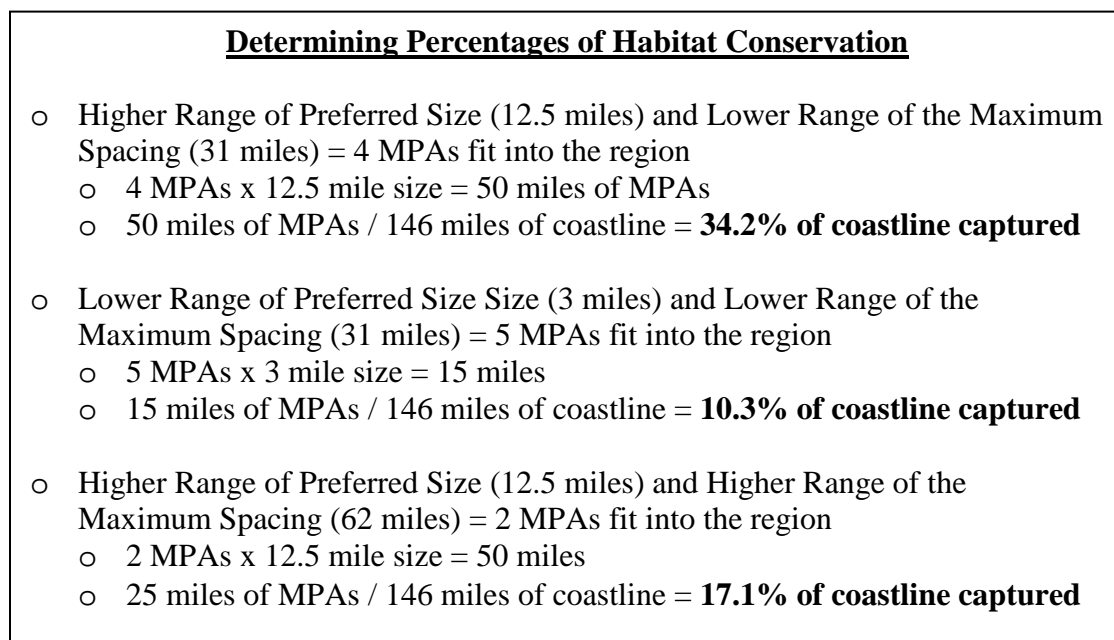 Determining Percentages of Habitat Conservation
o Higher Range of Preferred Size (12.5 miles) and Lower Range of the Maximum
Spacing (31 miles) = 4 MPAs fit into the region
o 4 MPAs x 12.5 mile size = 50 miles of MPAs
o 50 miles of MPAs / 146 miles of coastline = 34.2% of coastline captured
o Lower Range of Preferred Size Size (3 miles) and Lower Range of the
Maximum Spacing (31 miles) = 5 MPAs fit into the region
o 5 MPAs x 3 mile size = 15 miles
o 15 miles of MPAs / 146 miles of coastline = 10.3% of coastline captured
o Higher Range of Preferred Size (12.5 miles) and Higher Range of the
Maximum Spacing (62 miles) = 2 MPAs fit into the region
o 2 MPAs x 12.5 mile size = 50 miles
o 25 miles of MPAs / 146 miles of coastline = 17.1% of coastline captured